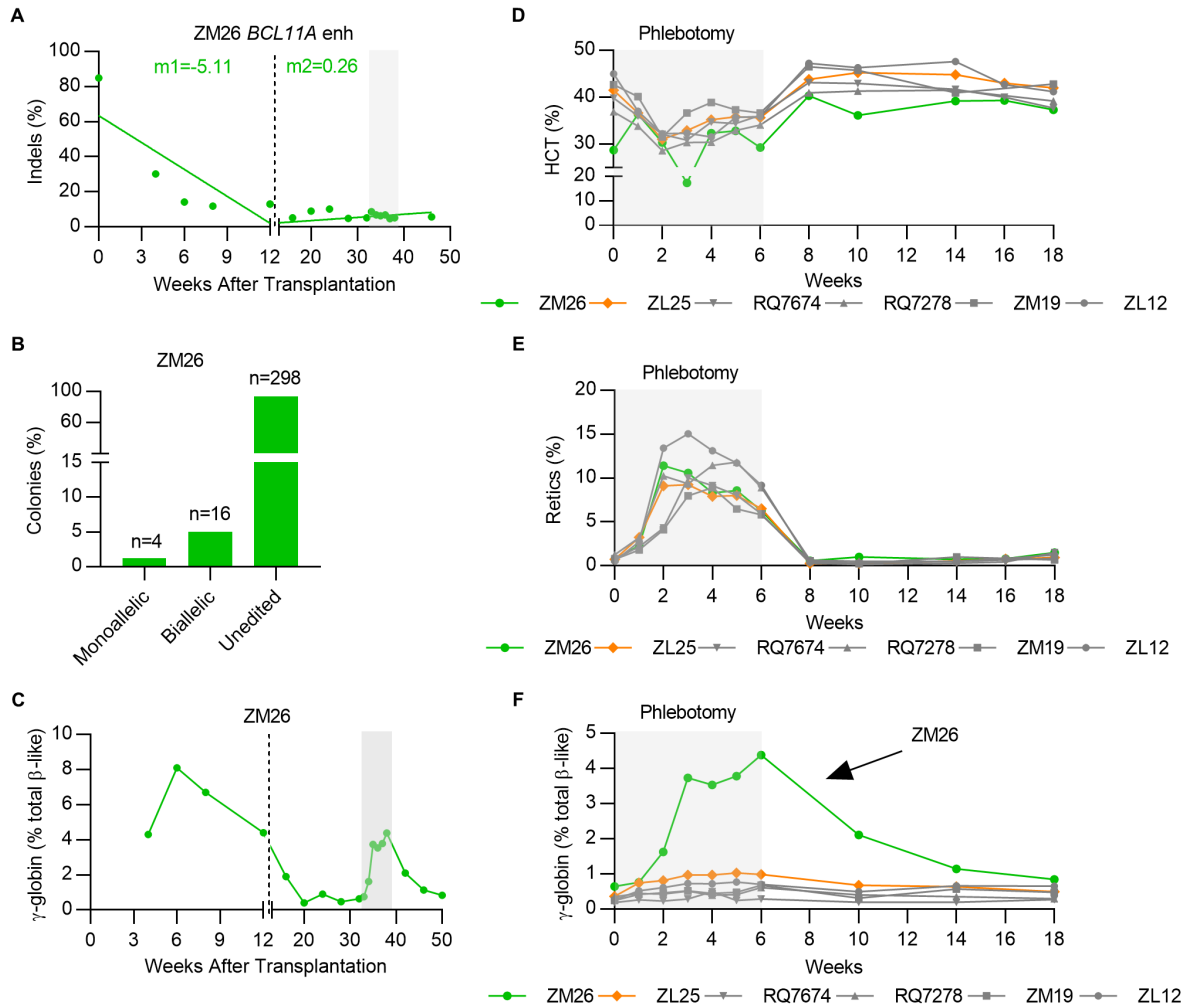 A
ZM26 BCL11A enh
m1=-5.11
m2=0.26
Indels (%)
100
80
60
40
20
0
0 3 6 9 12 20 30 40 50
Weeks After Transplantation
B
ZM26
n=298
n=16
n=4
Colonies (%)
100
60
15
10
5
0
Monoallelic
Biallelic
Unedited
C
ZM26
γ-globin (% total β-like)
10
8
6
4
2
0
0 3 6 9 12 20 30 40 50
Weeks After Transplantation
D
Phlebotomy
HCT (%)
50
40
30
20
10
0
0 2 4 6 8 10 12 14 16 18
Weeks
ZM26 ZL25 RQ7674 RQ7278 ZM19 ZL12
E
Phlebotomy
Retics (%)
20
15
10
5
0
0 2 4 6 8 10 12 14 16 18
Weeks
ZM26 ZL25 RQ7674 RQ7278 ZM19 ZL12
F
Phlebotomy
ZM26
γ-globin (% total β-like)
5
4
3
2
1
0
0 2 4 6 8 10 12 14 16 18
Weeks
ZM26 ZL25 RQ7674 RQ7278 ZM19 ZL12